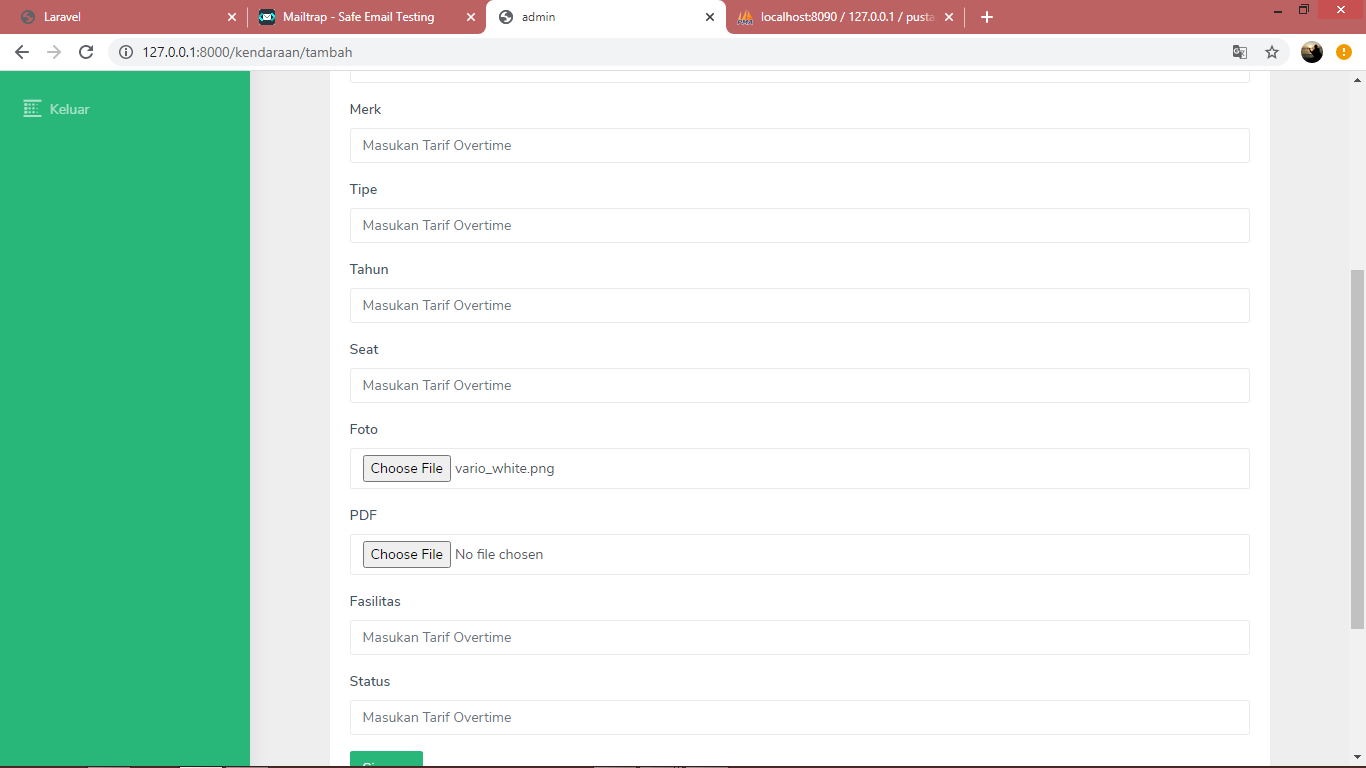 Laravel
Mailtrap - Safe Email Testing
admin
localhost:8090 / 127.0.0.1 / pusta
127.0.0.1:8000/kendaraan/tambah
Keluar
Merk
Masukan Tarif Overtime
Tipe
Masukan Tarif Overtime
Tahun
Masukan Tarif Overtime
Seat
Masukan Tarif Overtime
Foto
Choose File vario_white.png
PDF
Choose File No file chosen
Fasilitas
Masukan Tarif Overtime
Status
Masukan Tarif Overtime